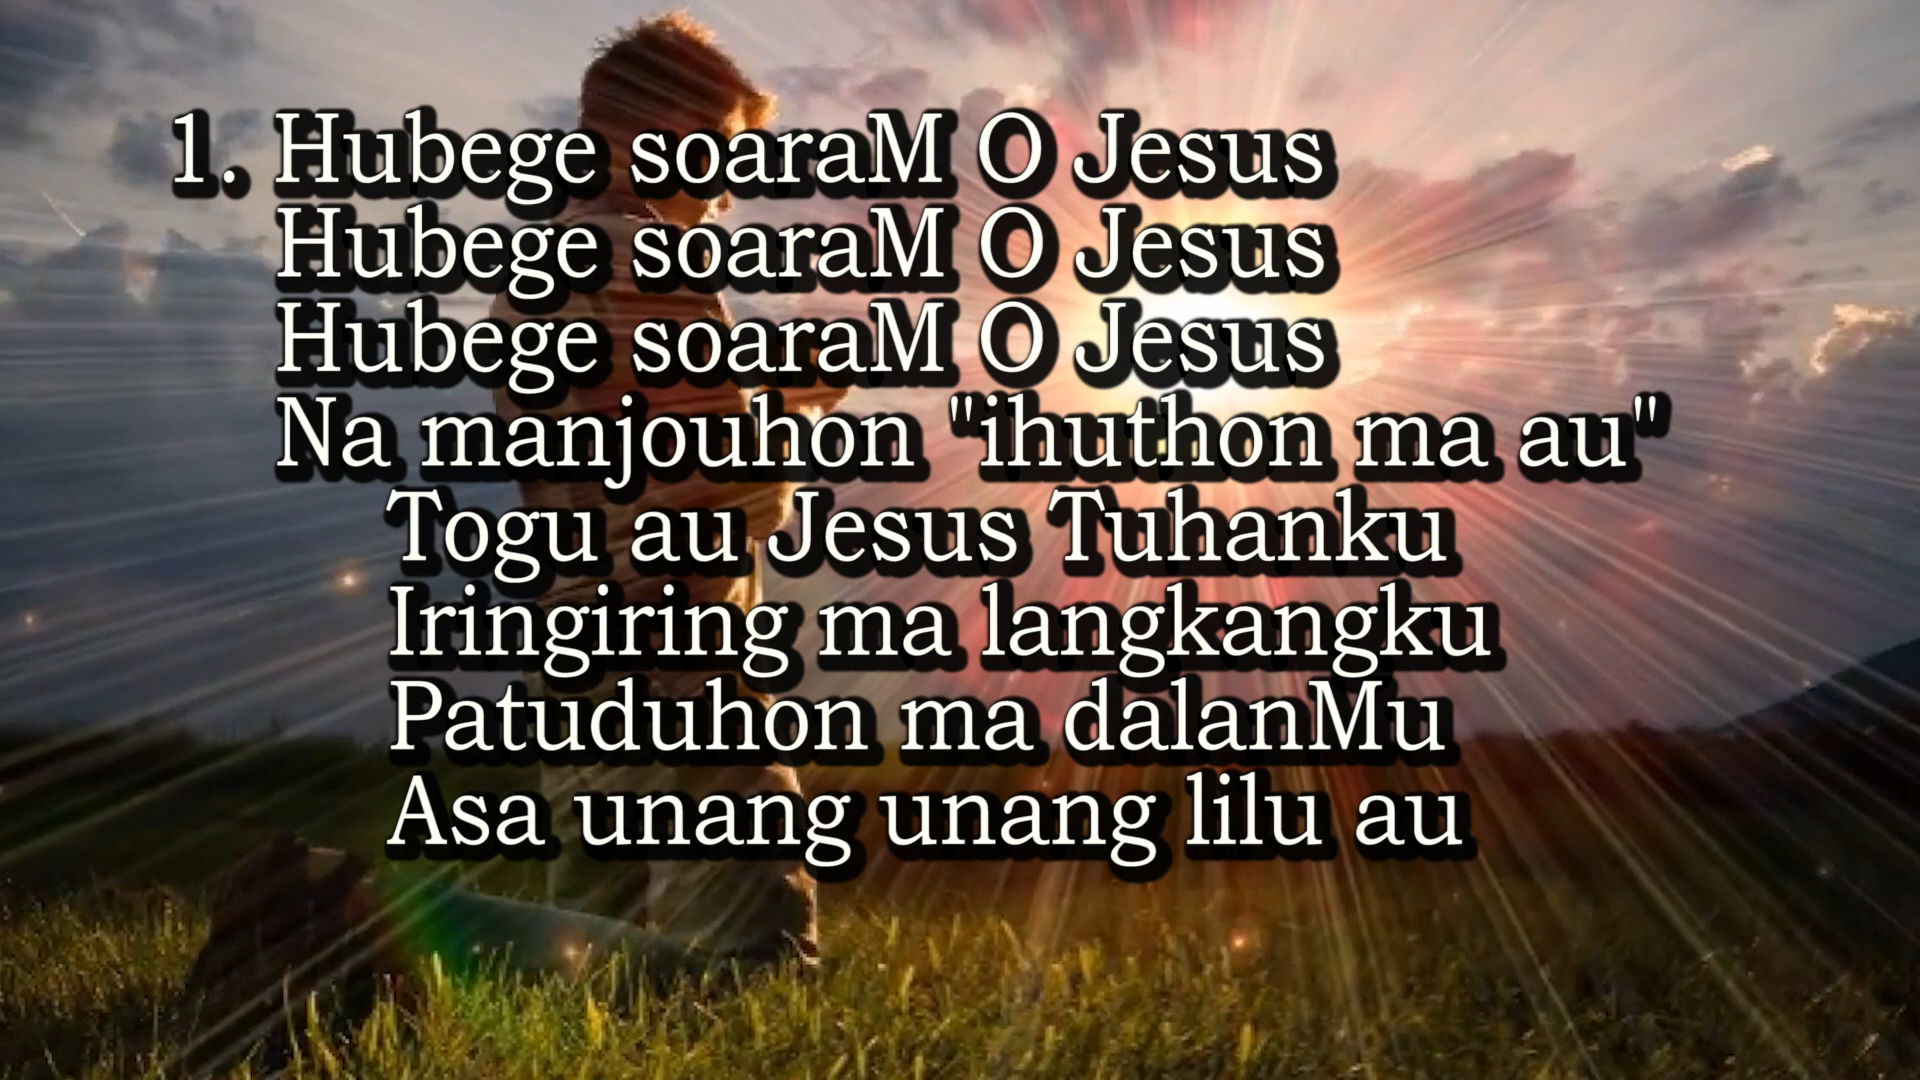 1. Hubege soaraM O Jesus
Hubege soaraM O Jesus
Hubege soaraM O Jesus
Na manjouhon "ihuthon ma au"
Togu au Jesus Tuhanku
Iringiring ma langkangku
Patuduhon ma dalanMu
Asa unang unang lilu au